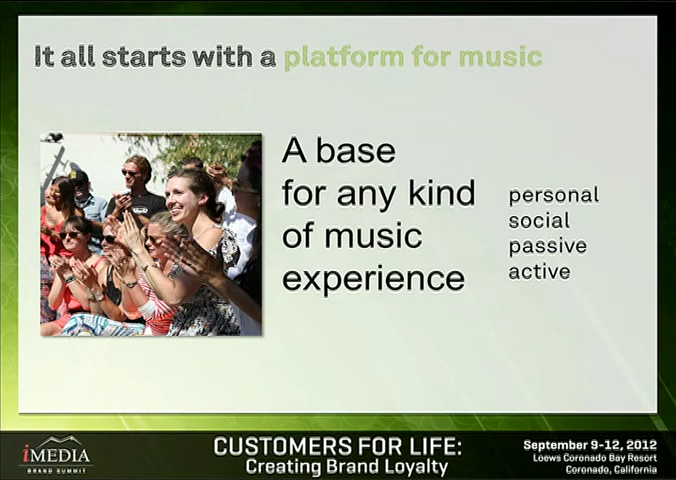 It all starts with a platform for music
A base
for any kind
of music
experience
personal
social
passive
active
iMEDIA
BRAND SUMMIT
CUSTOMERS FOR LIFE:
Creating Brand Loyalty
September 9-12, 2012
Loews Coronado Bay Resort
Coronado, California